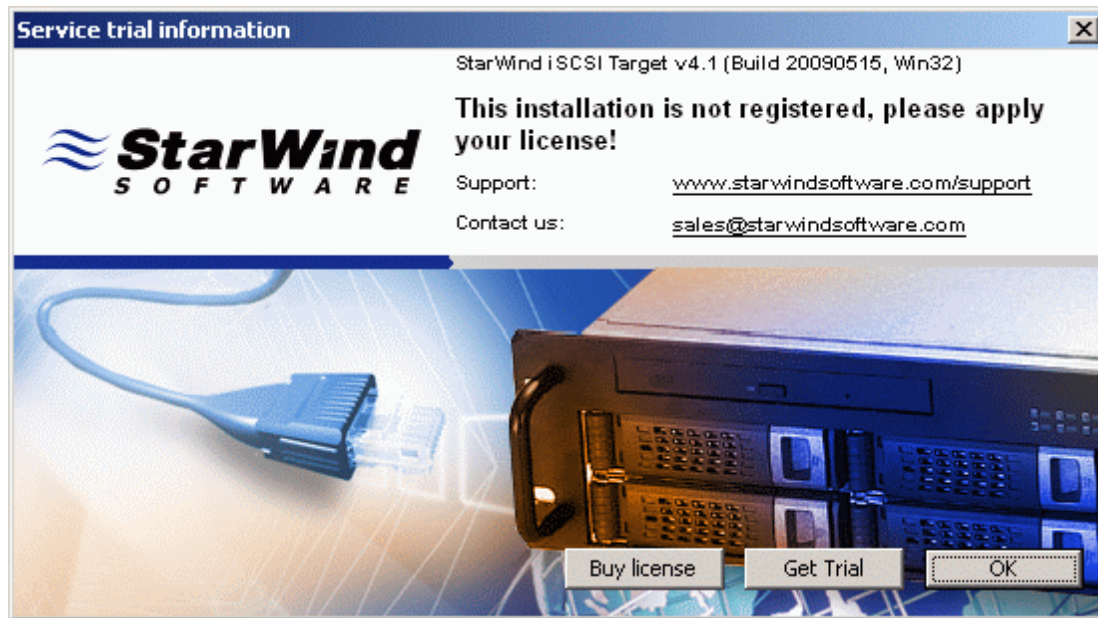 Service trial information
StarWind iSCSI Target v4.1 (Build 20090515, Win32)
This installation is not registered, please apply
your license!
StarWind
SOFTWARE
Support: www.starwindsoftware.com/support
Contact us: sales@starwindsoftware.com
Buy license Get Trial OK